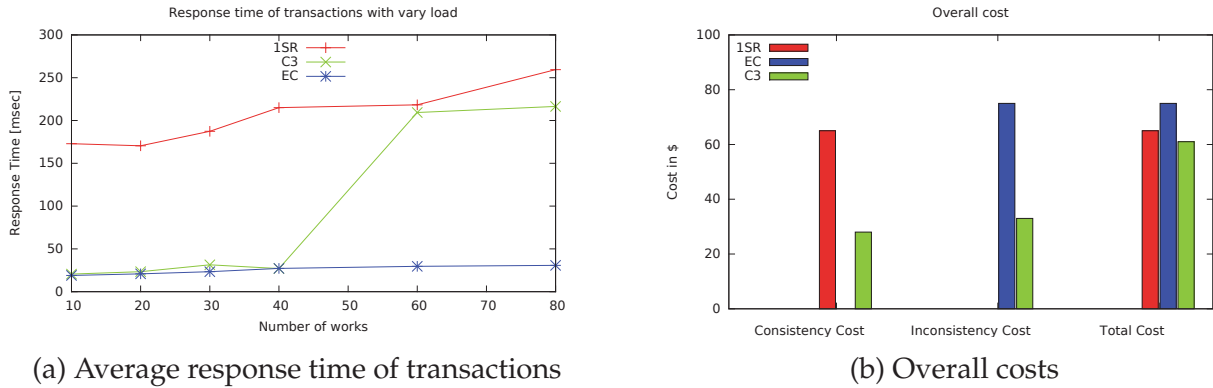 Response time of transactions with vary load
300
250
200
150
100
50
0
Response Time [msec]
1SR
C3
EC
10 20 30 40 50 60 70 80
Number of works
(a) Average response time of transactions
Overall cost
100
80
60
40
20
0
Cost in $
1SR
EC
C3
Consistency Cost Inconsistency Cost Total Cost
(b) Overall costs